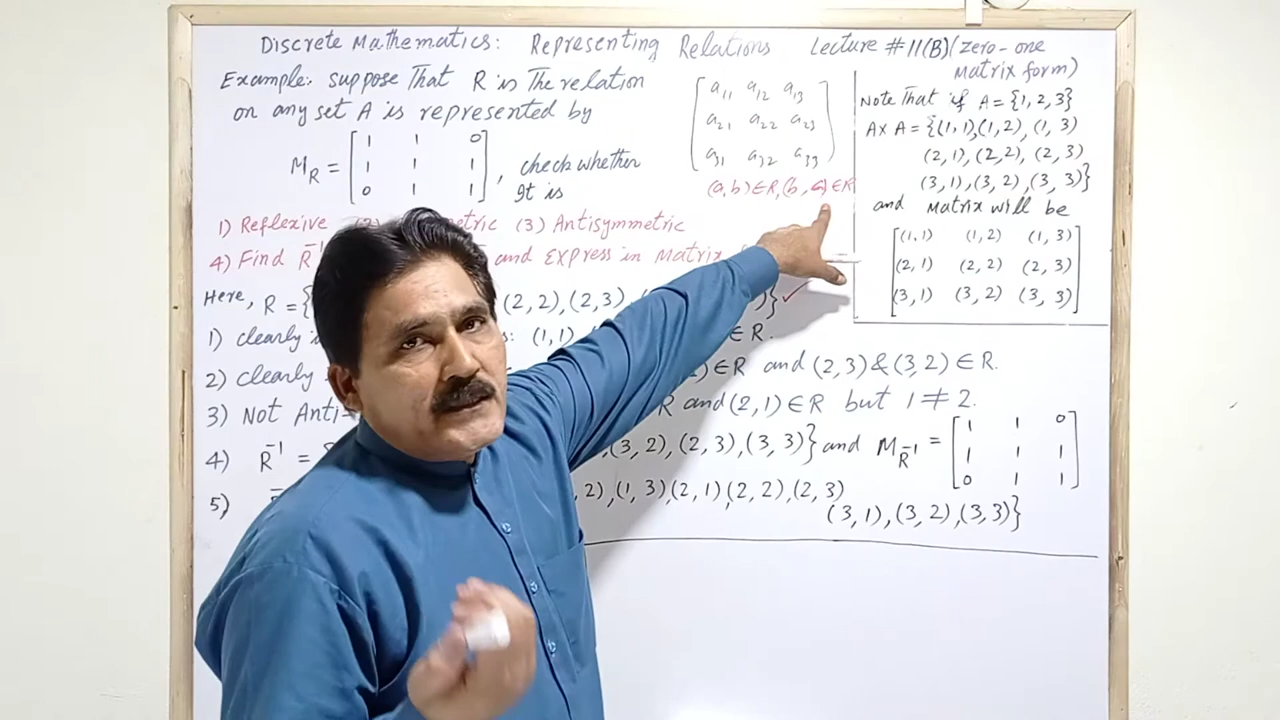 Discrete Mathematics: Representing Relations Lecture #11(B)(zero-one
Matrix form)
Example: suppose That R is The relation
on any set A is represented by
M_R = [ 1 1 0
1 1 1
0 1 1 ] , check whether
It is
1) Reflexive (3) Antisymmetric
4) Find R⁻¹ and Express in matrix
[ a₁₁ a₁₂ a₁₃
a₂₁ a₂₂ a₂₃
a₃₁ a₃₂ a₃₃ ]
(a,b)∈R,(b,a)∈R
Note That if A = {1,2,3}
A×A = {(1,1),(1,2),(1,3)
(2,1),(2,2),(2,3)
(3,1),(3,2),(3,3)}
and Matrix will be
[ (1,1) (1,2) (1,3)
(2,1) (2,2) (2,3)
(3,1) (3,2) (3,3) ]
Here, R = { (2,2),(2,3), )} ✓
1) clearly : (1,1) ∈ R.
2) Clearly )∈R and (2,3)&(3,2)∈R.
3) Not Anti- R and(2,1)∈R but 1≠2.
4) R⁻¹ = ,(3,2),(2,3),(3,3)} and M_R⁻¹ = [ 1 1 0
1 1 1
0 1 1 ]
5) ,2),(1,3)(2,1)(2,2),(2,3)
(3,1),(3,2),(3,3)}